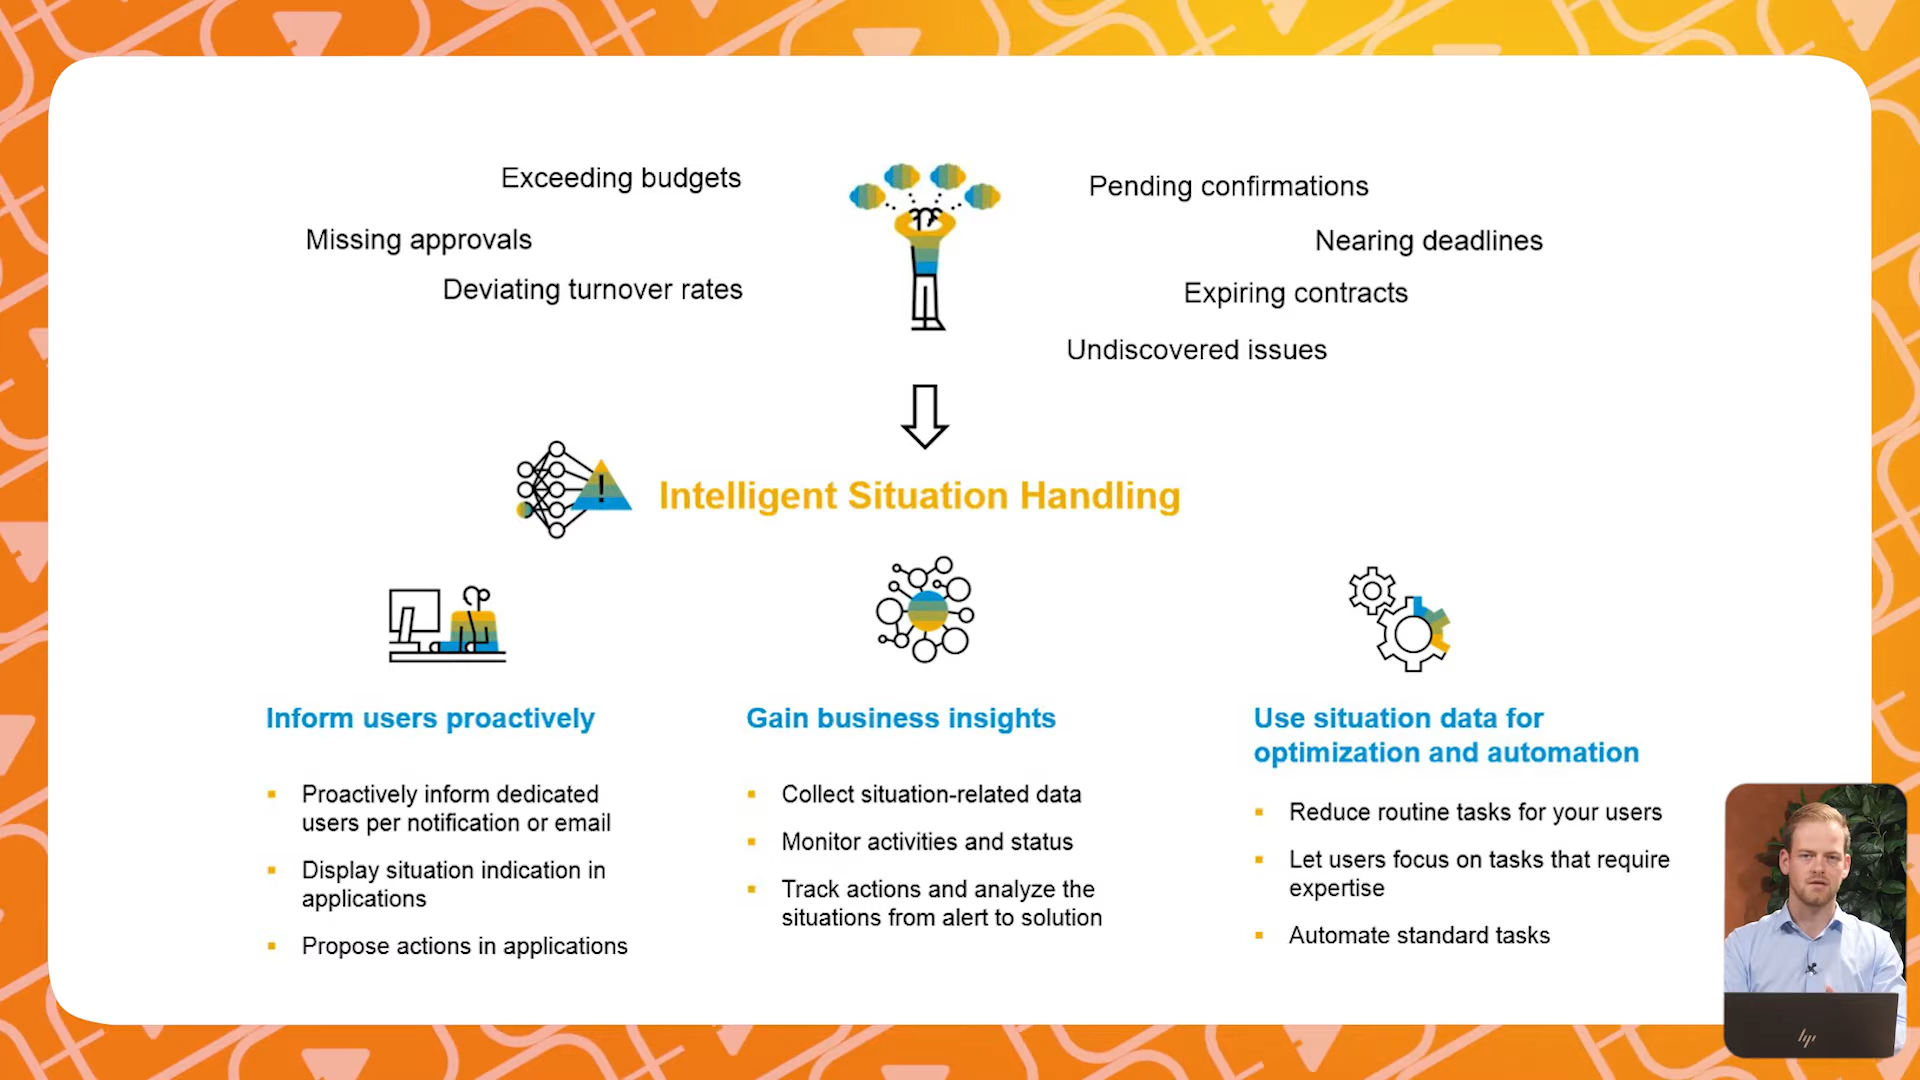 Exceeding budgets
Missing approvals
Deviating turnover rates
Pending confirmations
Nearing deadlines
Expiring contracts
Undiscovered issues
!
Intelligent Situation Handling
Inform users proactively
▪ Proactively inform dedicated
users per notification or email
▪ Display situation indication in
applications
▪ Propose actions in applications
Gain business insights
▪ Collect situation-related data
▪ Monitor activities and status
▪ Track actions and analyze the
situations from alert to solution
Use situation data for
optimization and automation
▪ Reduce routine tasks for your users
▪ Let users focus on tasks that require
expertise
▪ Automate standard tasks
hp